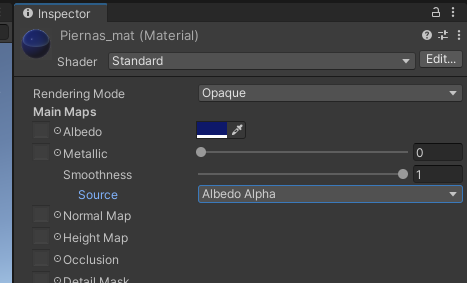 Inspector
Piernas_mat (Material)
Shader Standard Edit...
Rendering Mode Opaque
Main Maps
Albedo
Metallic 0
Smoothness 1
Source Albedo Alpha
Normal Map
Height Map
Occlusion
Detail Mask